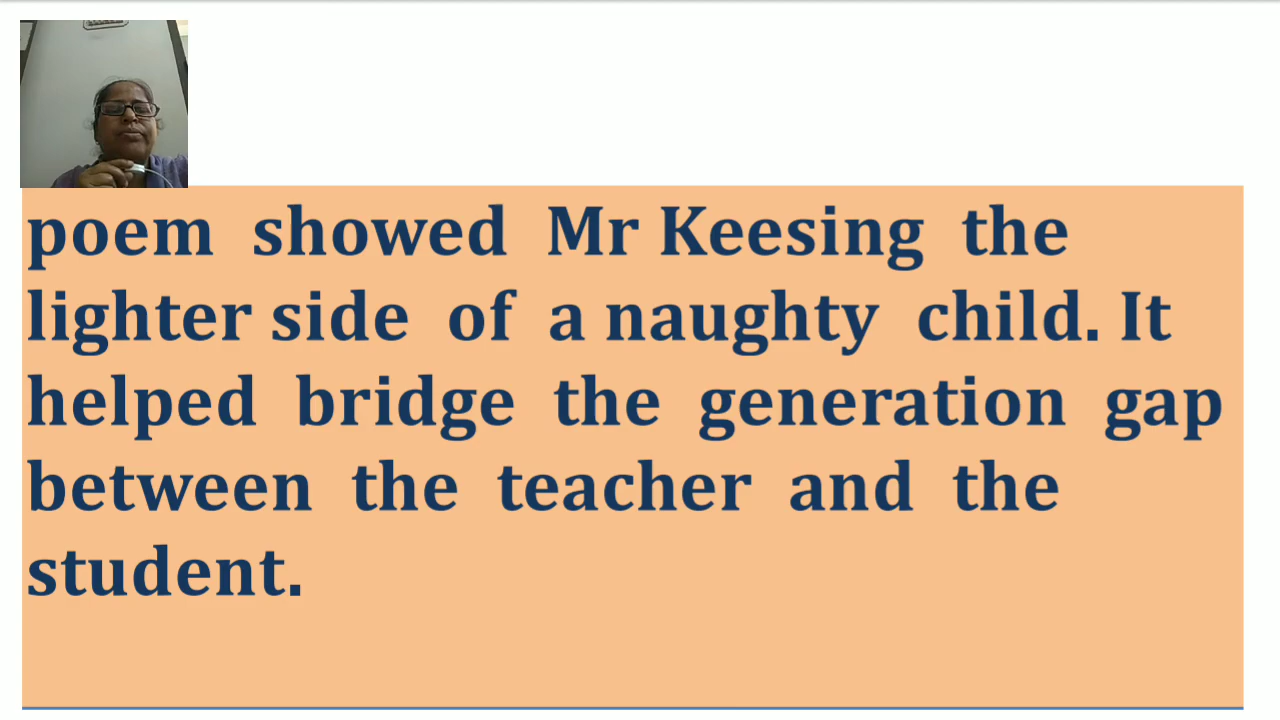 poem showed Mr Keesing the
lighter side of a naughty child. It
helped bridge the generation gap
between the teacher and the
student.